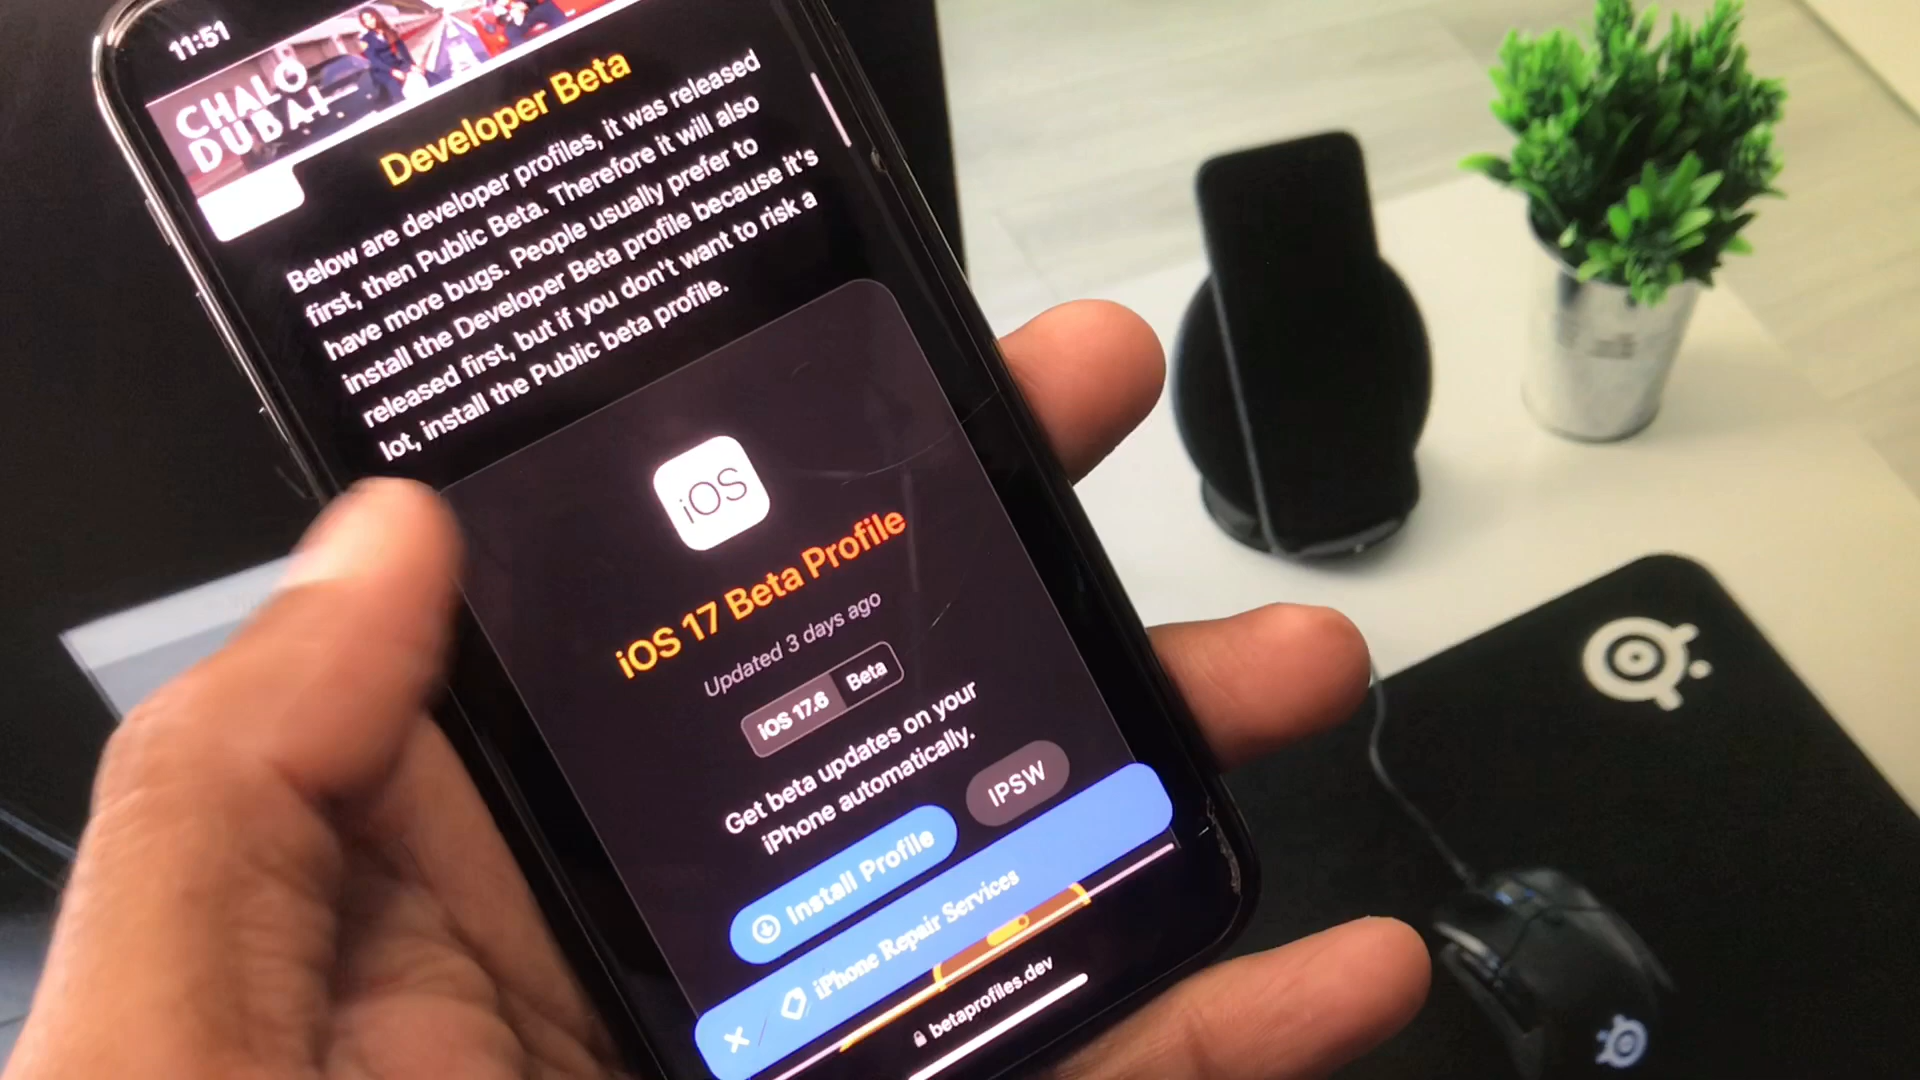 11:51
CHALO
DUBAI
Developer Beta
Below are developer profiles, it was released
first, then Public Beta. Therefore it will also
have more bugs. People usually prefer to
install the Developer Beta profile because it's
released first, but if you don't want to risk a
lot, install the Public beta profile.
iOS
iOS 17 Beta Profile
Updated 3 days ago
iOS 17.6 Beta
Get beta updates on your
iPhone automatically.
Install Profile
IPSW
iPhone Repair Services
betaprofiles.dev